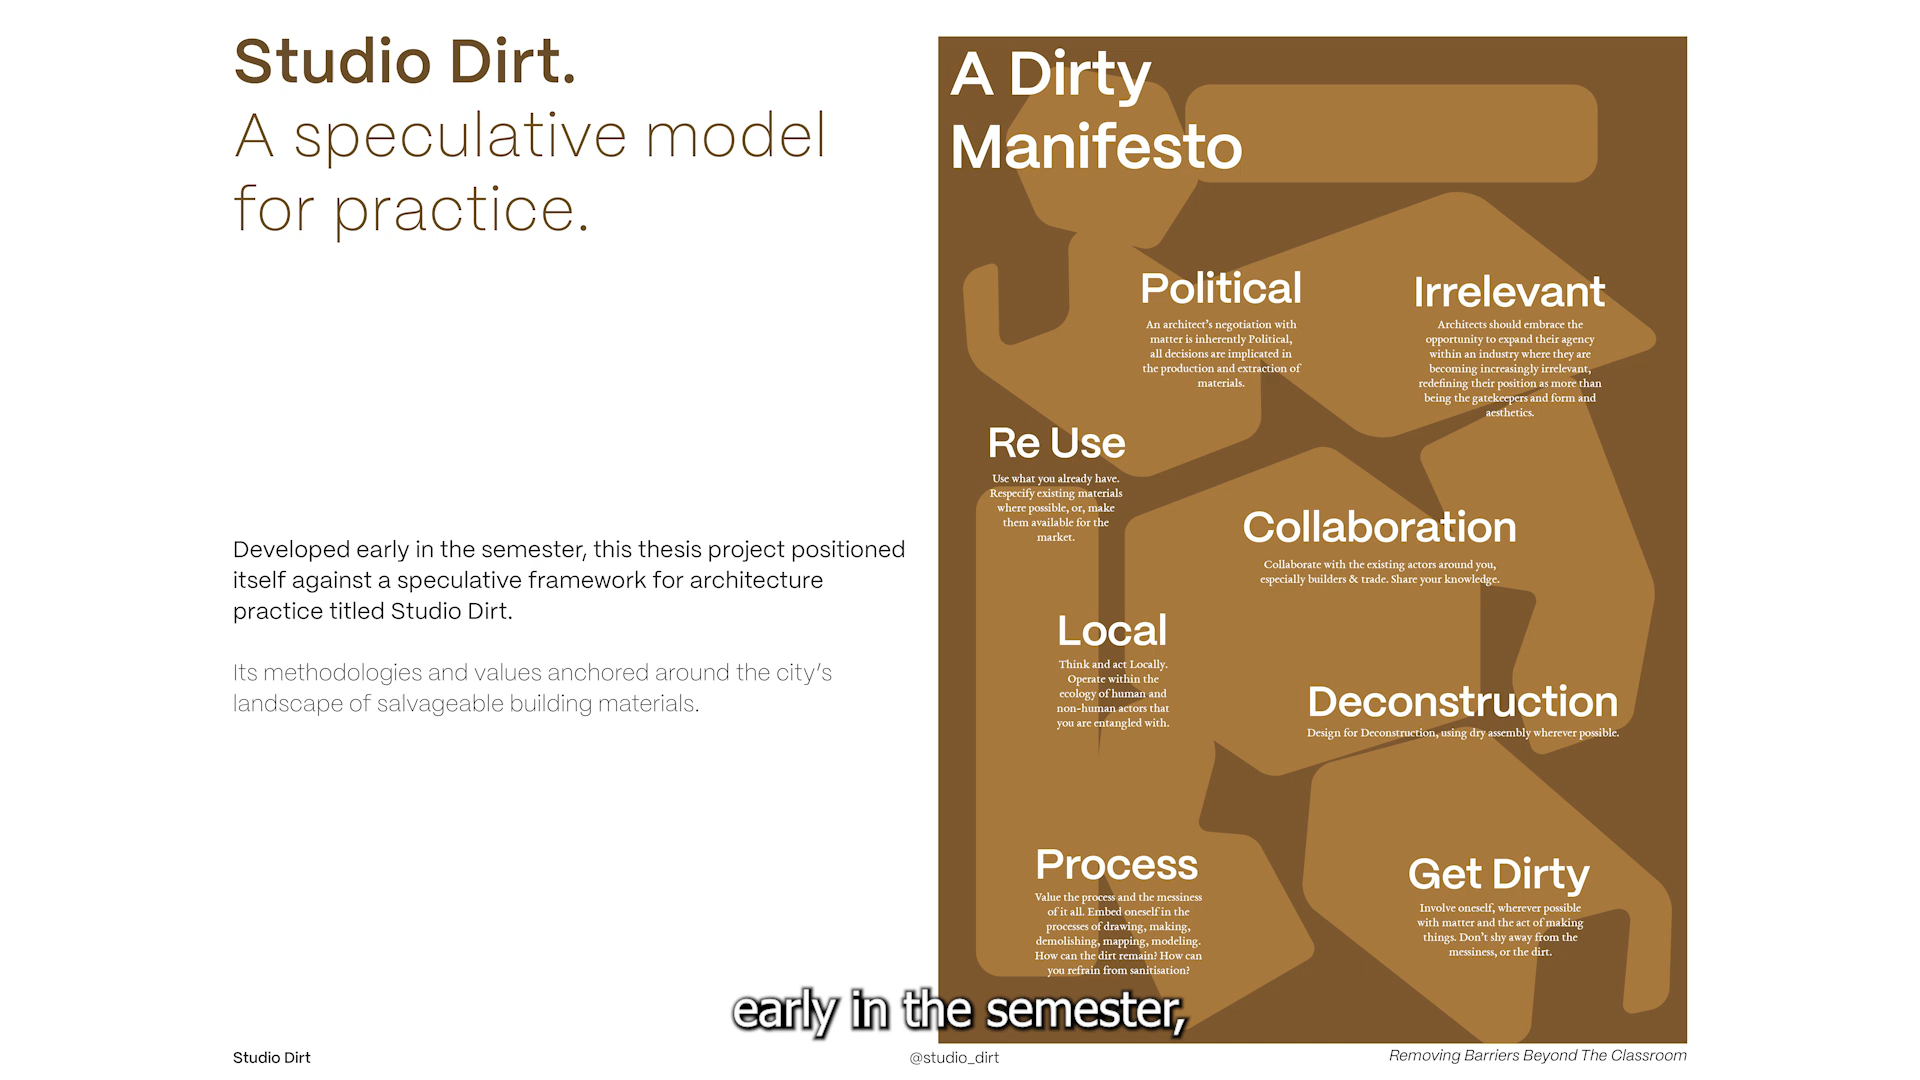 Studio Dirt.
A speculative model
for practice.
Developed early in the semester, this thesis project positioned
itself against a speculative framework for architecture
practice titled Studio Dirt.
Its methodologies and values anchored around the city's
landscape of salvageable building materials.
A Dirty
Manifesto
Political
An architect's negotiation with
matter is inherently Political,
all decisions are implicated in
the production and extraction of
materials.
Irrelevant
Architects should embrace the
opportunity to expand their agency
within an industry where they are
becoming increasingly irrelevant,
redefining their position as more than
being the gatekeepers and form and
aesthetics.
Re Use
Use what you already have.
Respecify existing materials
where possible, or, make
them available for the
market.
Collaboration
Collaborate with the existing actors around you,
especially builders & trade. Share your knowledge.
Local
Think and act Locally.
Operate within the
ecology of human and
non-human actors that
you are entangled with.
Deconstruction
Design for Deconstruction, using dry assembly wherever possible.
Process
Value the process and the messiness
of it all. Embed oneself in the
processes of drawing, making,
demolishing, mapping, modeling.
How can the dirt remain? How can
you refrain from sanitisation?
Get Dirty
Involve oneself, wherever possible
with matter and the act of making
things. Don't shy away from the
messiness, or the dirt.
early in the semester,
Studio Dirt
@studio_dirt
Removing Barriers Beyond The Classroom